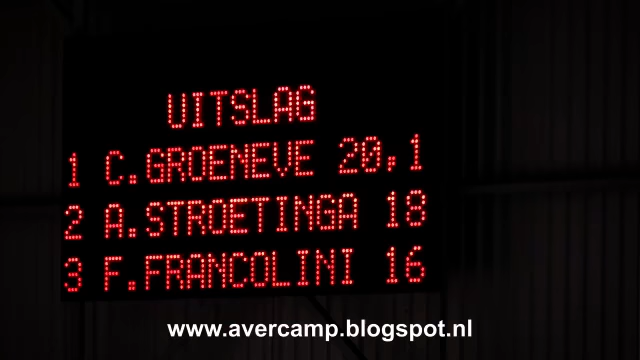 UITSLAG
1 C.GROENEVE 20,1
2 A.STROETINGA 18
3 F.FRANCOLINI 16
www.avercamp.blogspot.nl